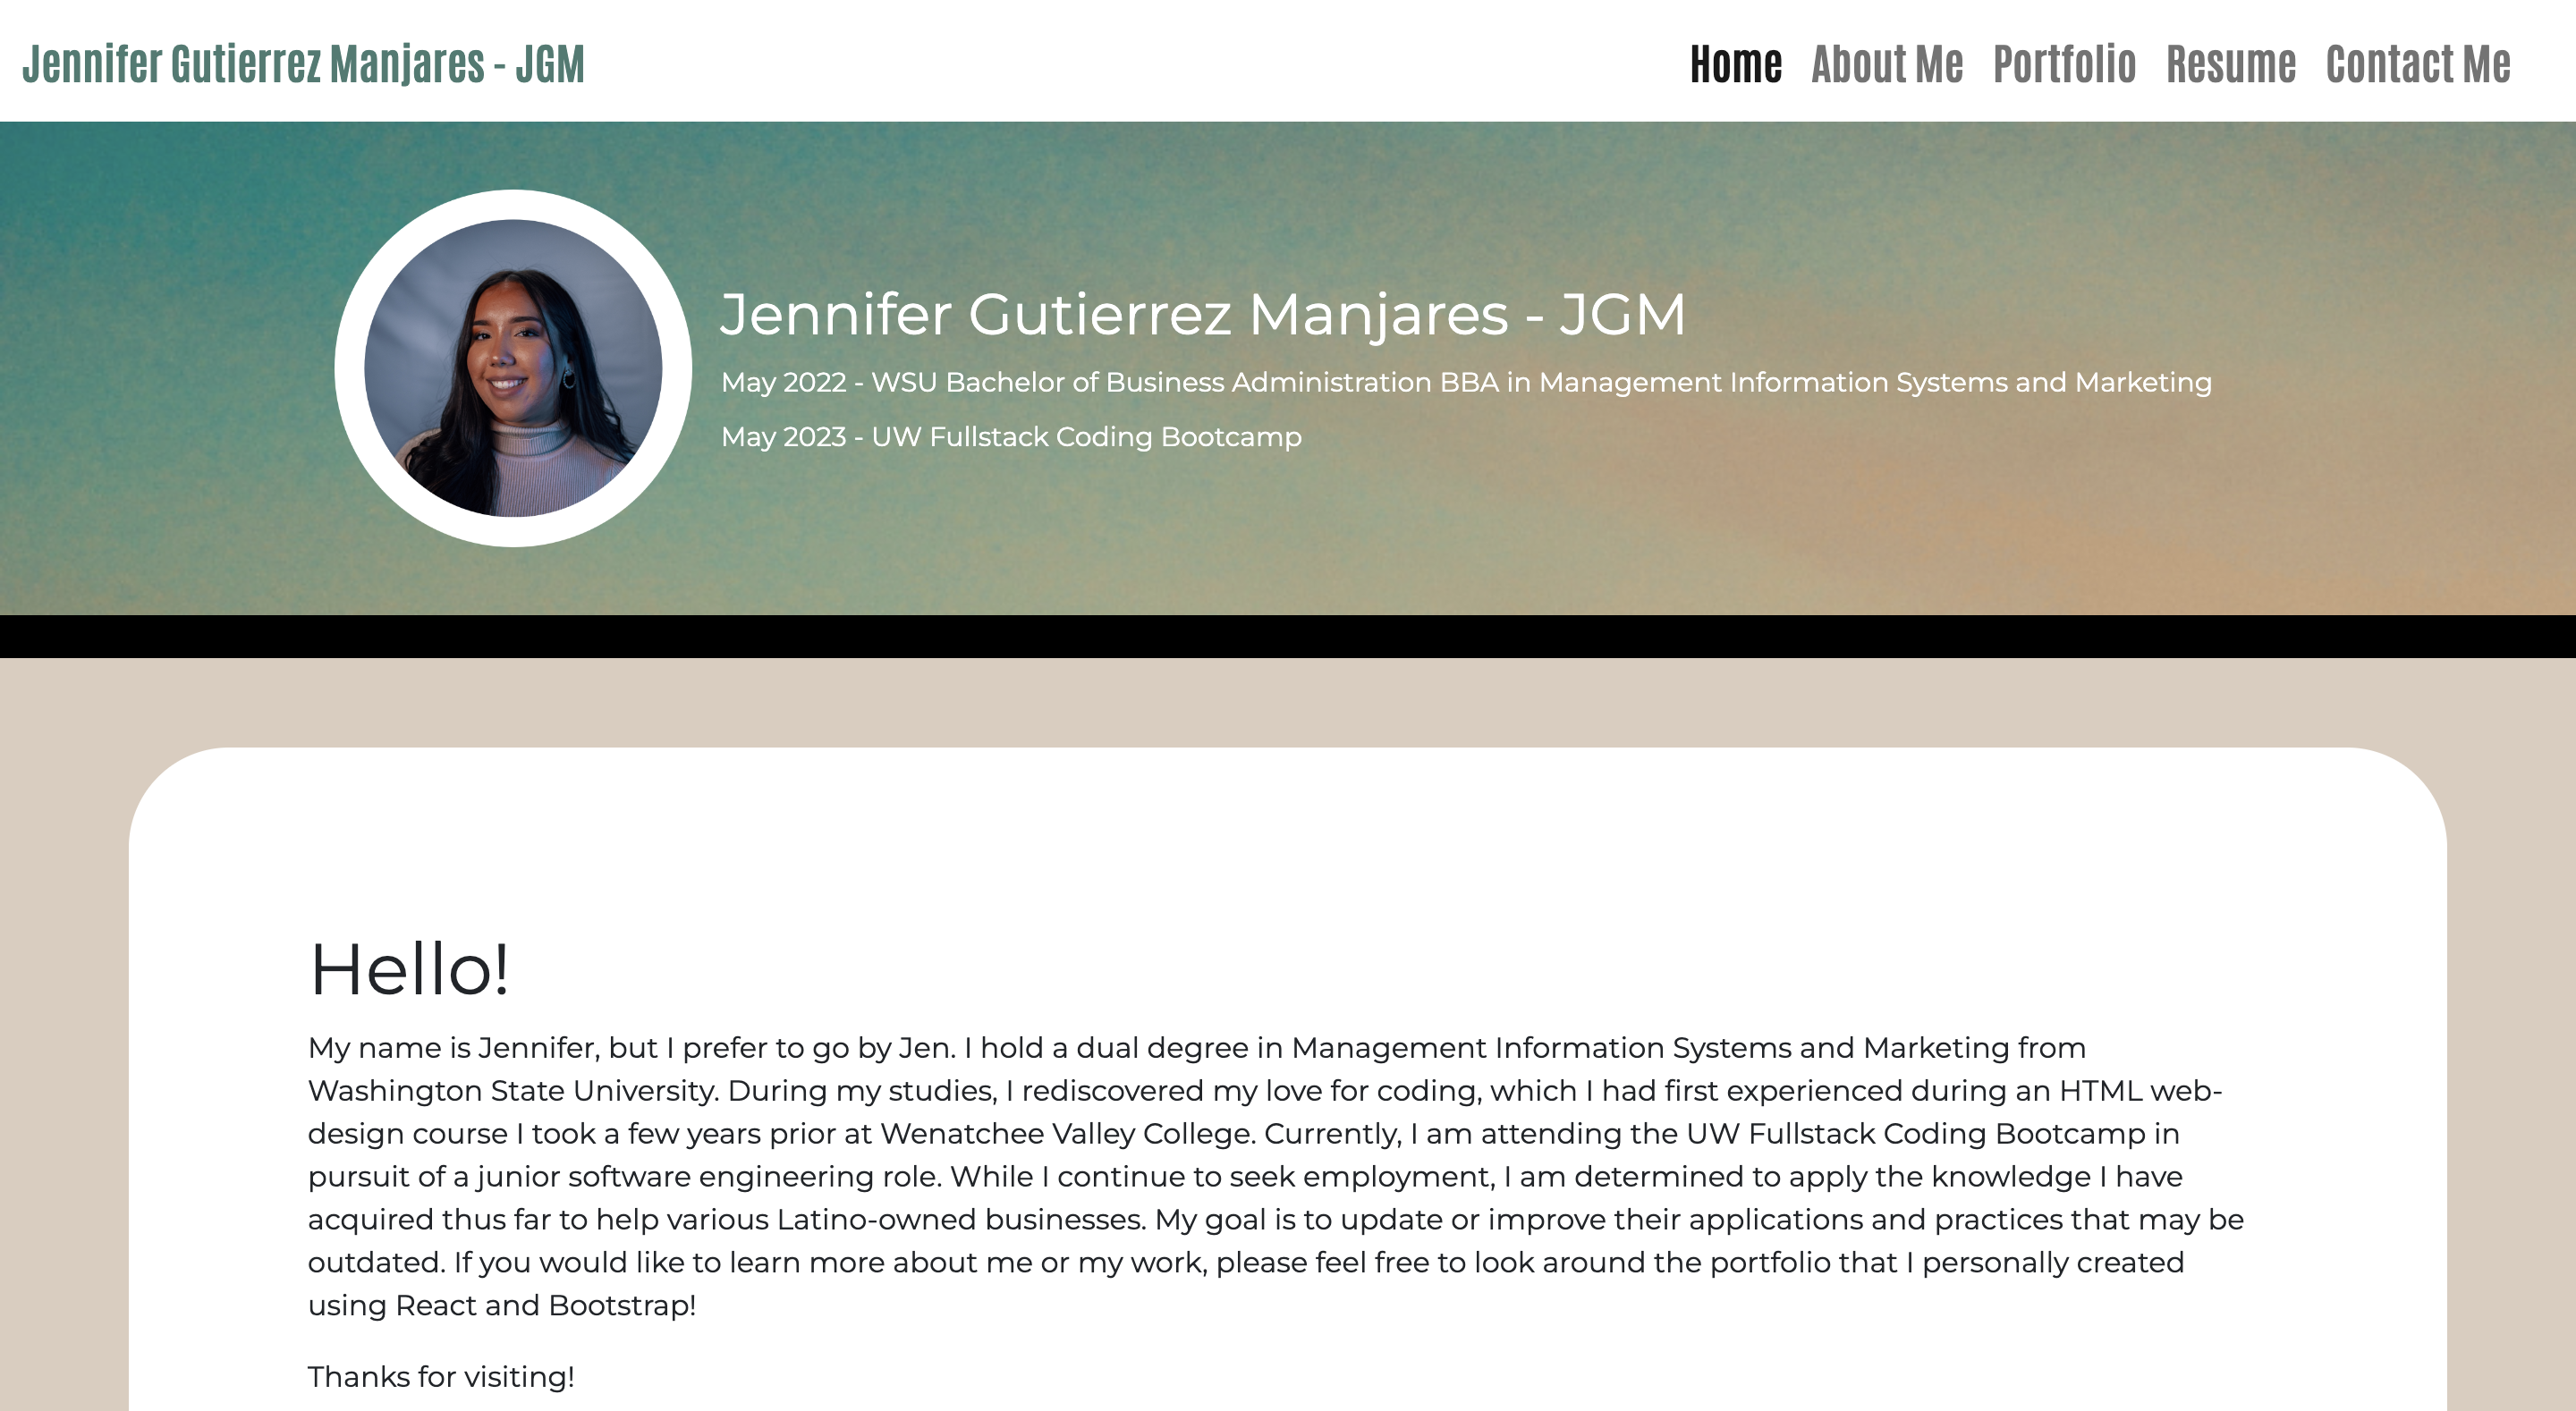 Jennifer Gutierrez Manjares - JGM
Home About Me Portfolio Resume Contact Me
Jennifer Gutierrez Manjares - JGM
May 2022 - WSU Bachelor of Business Administration BBA in Management Information Systems and Marketing
May 2023 - UW Fullstack Coding Bootcamp
Hello!
My name is Jennifer, but I prefer to go by Jen. I hold a dual degree in Management Information Systems and Marketing from
Washington State University. During my studies, I rediscovered my love for coding, which I had first experienced during an HTML web-
design course I took a few years prior at Wenatchee Valley College. Currently, I am attending the UW Fullstack Coding Bootcamp in
pursuit of a junior software engineering role. While I continue to seek employment, I am determined to apply the knowledge I have
acquired thus far to help various Latino-owned businesses. My goal is to update or improve their applications and practices that may be
outdated. If you would like to learn more about me or my work, please feel free to look around the portfolio that I personally created
using React and Bootstrap!
Thanks for visiting!